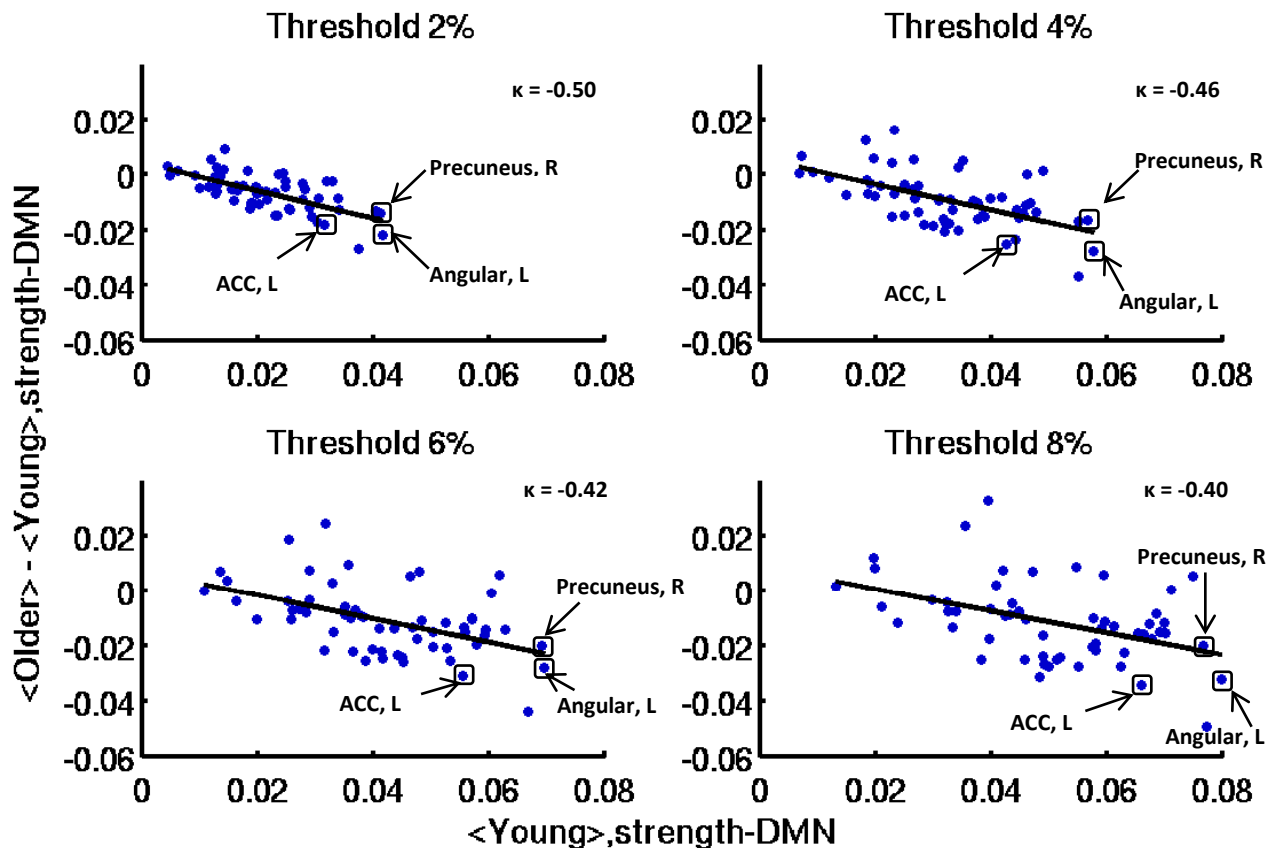 Threshold 2%
κ = -0.50
0.02
0
-0.02
-0.04
-0.06
Precuneus, R
ACC, L
Angular, L
0 0.02 0.04 0.06 0.08
Threshold 4%
κ = -0.46
0.02
0
-0.02
-0.04
-0.06
Precuneus, R
ACC, L
Angular, L
0 0.02 0.04 0.06 0.08
Threshold 6%
κ = -0.42
0.02
0
-0.02
-0.04
-0.06
Precuneus, R
ACC, L
Angular, L
0 0.02 0.04 0.06 0.08
Threshold 8%
κ = -0.40
0.02
0
-0.02
-0.04
-0.06
Precuneus, R
ACC, L
Angular, L
0 0.02 0.04 0.06 0.08
<Older> - <Young>,strength-DMN
<Young>,strength-DMN